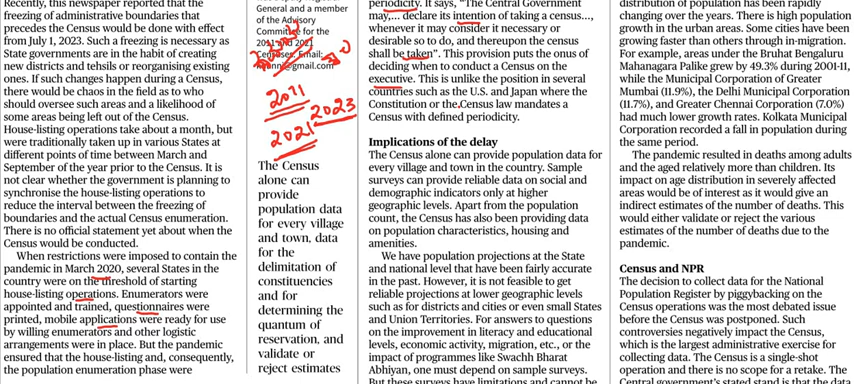 Recently, this newspaper reported that the
freezing of administrative boundaries that
precedes the Census would be done with effect
from July 1, 2023. Such a freezing is necessary as
State governments are in the habit of creating
new districts and tehsils or reorganising existing
ones. If such changes happen during a Census,
there would be chaos in the field as to who
should oversee such areas and a likelihood of
some areas being left out of the Census.
House-listing operations take about a month, but
were traditionally taken up in various States at
different points of time between March and
September of the year prior to the Census. It is
not clear whether the government is planning to
synchronise the house-listing operations to
reduce the interval between the freezing of
boundaries and the actual Census enumeration.
There is no official statement yet about when the
Census would be conducted.
When restrictions were imposed to contain the
pandemic in March 2020, several States in the
country were on the threshold of starting
house-listing operations. Enumerators were
appointed and trained, questionnaires were
printed, mobile applications were ready for use
by willing enumerators and other logistic
arrangements were in place. But the pandemic
ensured that the house-listing and, consequently,
the population enumeration phase were
General and a member
of the Advisory
Committee for the
2011 and 2021
Email:
@gmail.com
2011
2023
2021
The Census
alone can
provide
population data
for every village
and town, data
for the
delimitation of
constituencies
and for
determining the
quantum of
reservation, and
validate or
reject estimates
periodicity. It says, “The Central Government
may,... declare its intention of taking a census...,
whenever it may consider it necessary or
desirable so to do, and thereupon the census
shall be taken”. This provision puts the onus of
deciding when to conduct a Census on the
executive. This is unlike the position in several
countries such as the U.S. and Japan where the
Constitution or the Census law mandates a
Census with defined periodicity.
Implications of the delay
The Census alone can provide population data for
every village and town in the country. Sample
surveys can provide reliable data on social and
demographic indicators only at higher
geographic levels. Apart from the population
count, the Census has also been providing data
on population characteristics, housing and
amenities.
We have population projections at the State
and national level that have been fairly accurate
in the past. However, it is not feasible to get
reliable projections at lower geographic levels
such as for districts and cities or even small States
and Union Territories. For answers to questions
on the improvement in literacy and educational
levels, economic activity, migration, etc., or the
impact of programmes like Swachh Bharat
Abhiyan, one must depend on sample surveys.
But these surveys have limitations and cannot be
distribution of population has been rapidly
changing over the years. There is high population
growth in the urban areas. Some cities have been
growing faster than others through in-migration.
For example, areas under the Bruhat Bengaluru
Mahanagara Palike grew by 49.3% during 2001-11,
while the Municipal Corporation of Greater
Mumbai (11.9%), the Delhi Municipal Corporation
(11.7%), and Greater Chennai Corporation (7.0%)
had much lower growth rates. Kolkata Municipal
Corporation recorded a fall in population during
the same period.
The pandemic resulted in deaths among adults
and the aged relatively more than children. Its
impact on age distribution in severely affected
areas would be of interest as it would give an
indirect estimates of the number of deaths. This
would either validate or reject the various
estimates of the number of deaths due to the
pandemic.
Census and NPR
The decision to collect data for the National
Population Register by piggybacking on the
Census operations was the most debated issue
before the Census was postponed. Such
controversies negatively impact the Census,
which is the largest administrative exercise for
collecting data. The Census is a single-shot
operation and there is no scope for a retake. The
Central government's stated stand is that the data